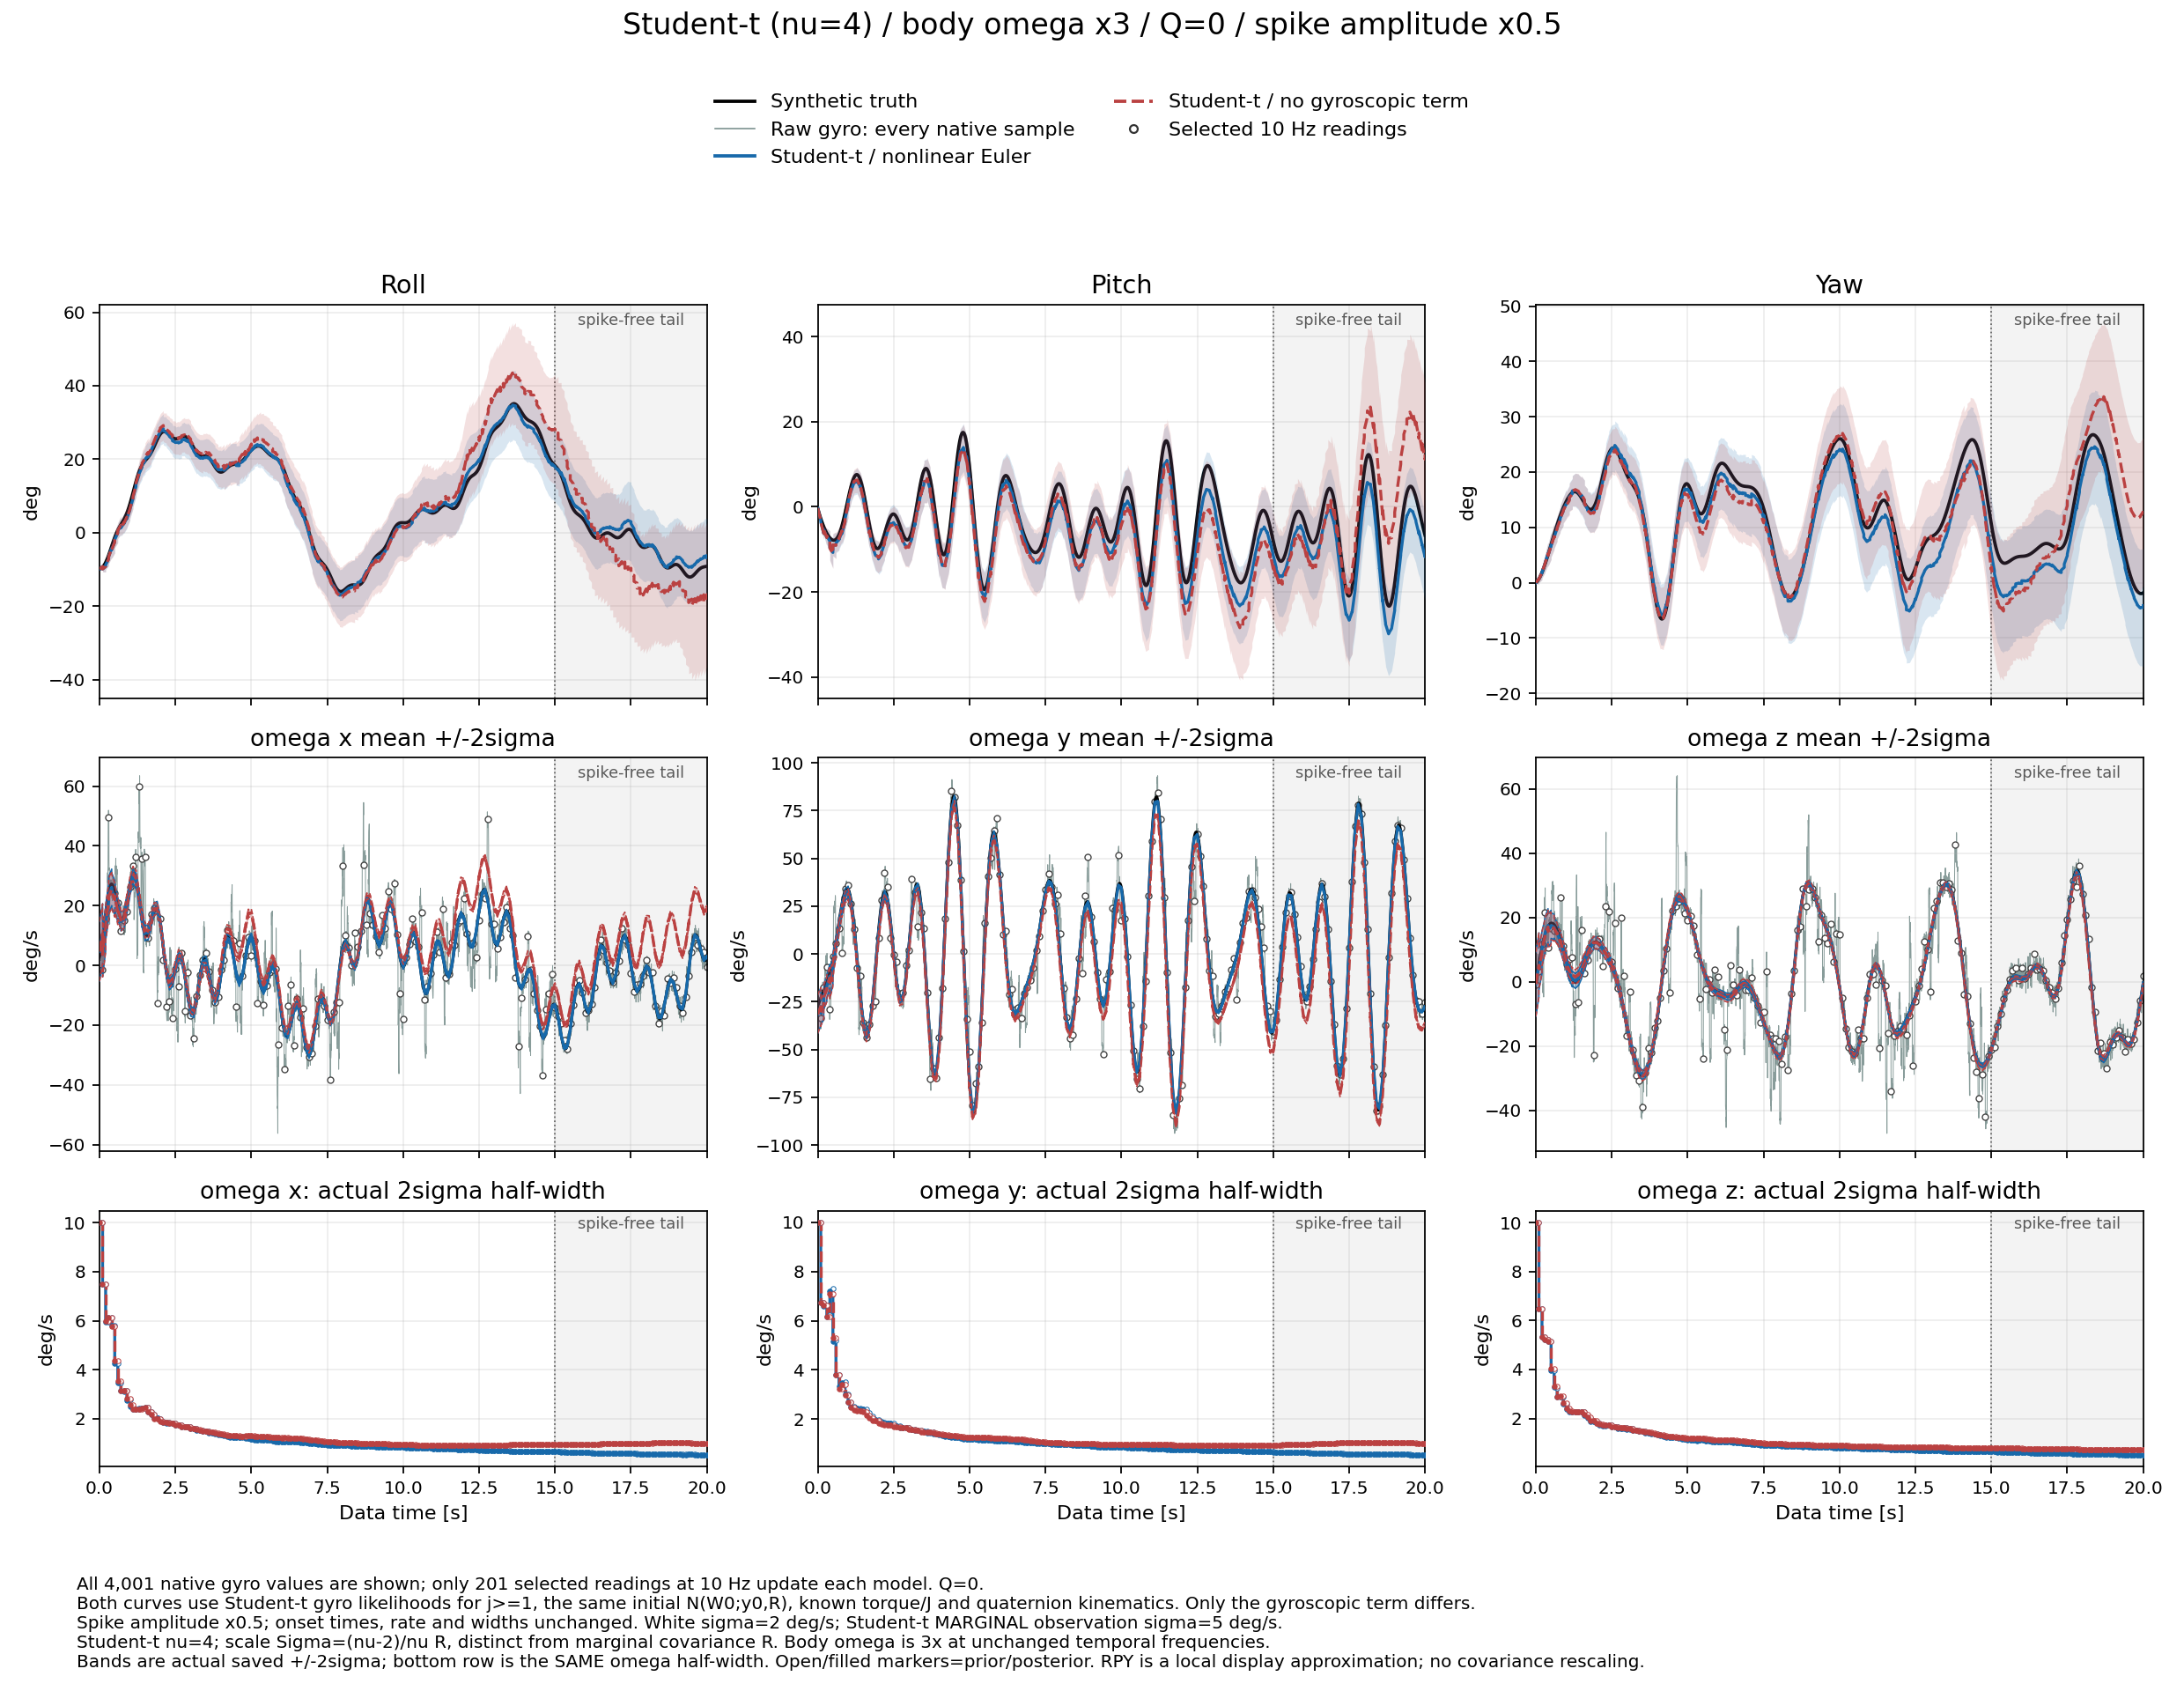 Student-t (nu=4) / body omega x3 / Q=0 / spike amplitude x0.5
Synthetic truth
Raw gyro: every native sample
Student-t / nonlinear Euler
Student-t / no gyroscopic term
Selected 10 Hz readings
Roll
spike-free tail
deg
60
40
20
0
−20
−40
Pitch
spike-free tail
deg
40
20
0
−20
−40
Yaw
spike-free tail
deg
50
40
30
20
10
0
−10
−20
omega x mean +/-2sigma
spike-free tail
deg/s
60
40
20
0
−20
−40
−60
omega y mean +/-2sigma
spike-free tail
deg/s
100
75
50
25
0
−25
−50
−75
−100
omega z mean +/-2sigma
spike-free tail
deg/s
60
40
20
0
−20
−40
omega x: actual 2sigma half-width
spike-free tail
deg/s
10
8
6
4
2
0.0 2.5 5.0 7.5 10.0 12.5 15.0 17.5 20.0
Data time [s]
omega y: actual 2sigma half-width
spike-free tail
deg/s
10
8
6
4
2
0.0 2.5 5.0 7.5 10.0 12.5 15.0 17.5 20.0
Data time [s]
omega z: actual 2sigma half-width
spike-free tail
deg/s
10
8
6
4
2
0.0 2.5 5.0 7.5 10.0 12.5 15.0 17.5 20.0
Data time [s]
All 4,001 native gyro values are shown; only 201 selected readings at 10 Hz update each model. Q=0.
Both curves use Student-t gyro likelihoods for j>=1, the same initial N(W0;y0,R), known torque/J and quaternion kinematics. Only the gyroscopic term differs.
Spike amplitude x0.5; onset times, rate and widths unchanged. White sigma=2 deg/s; Student-t MARGINAL observation sigma=5 deg/s.
Student-t nu=4; scale Sigma=(nu-2)/nu R, distinct from marginal covariance R. Body omega is 3x at unchanged temporal frequencies.
Bands are actual saved +/-2sigma; bottom row is the SAME omega half-width. Open/filled markers=prior/posterior. RPY is a local display approximation; no covariance rescaling.